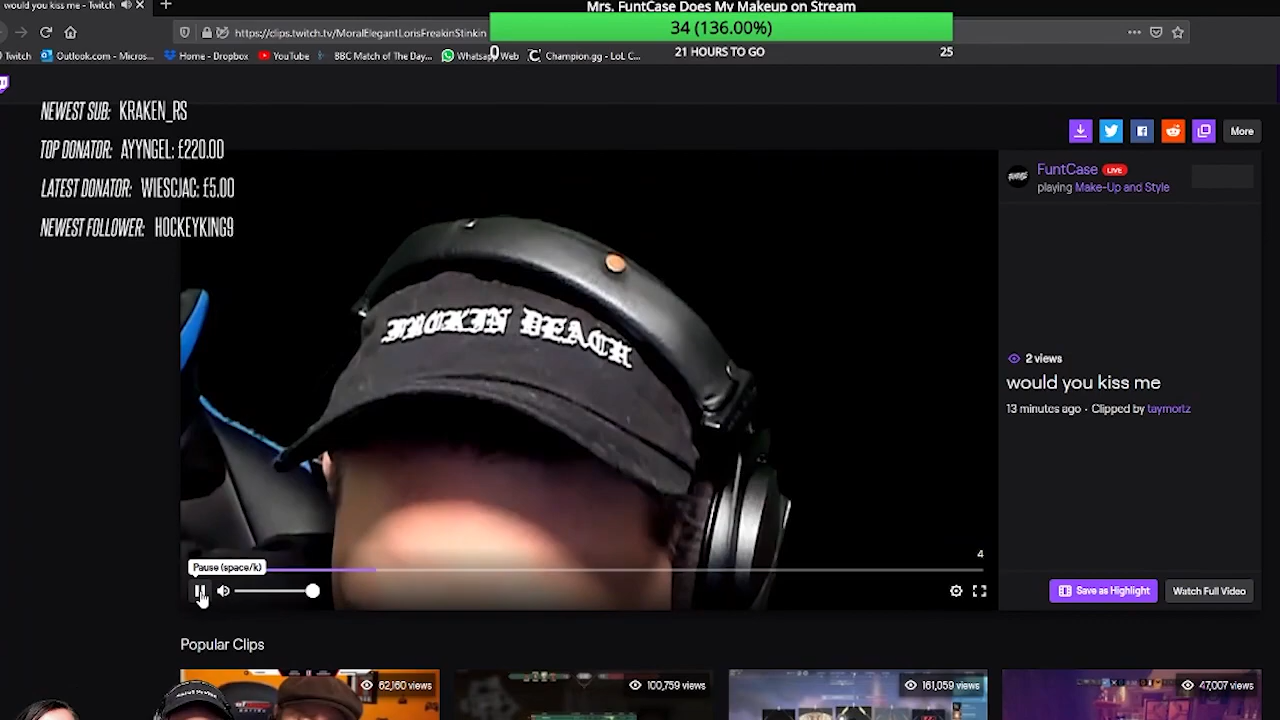 would you kiss me - Twitch
Mrs. FuntCase Does My Makeup on Stream
34 (136.00%)
0
21 HOURS TO GO
25
https://clips.twitch.tv/MoralElegantLorisFreakinStinkin
Twitch
Outlook.com - Micros...
Home - Dropbox
YouTube
BBC Match of The Day...
WhatsApp Web
Champion.gg - LoL C...
NEWEST SUB: KRAKEN_RS
TOP DONATOR: AYYNGEL: £220.00
LATEST DONATOR: WIESCJAC: £5.00
NEWEST FOLLOWER: HOCKEYKING9
More
FuntCase LIVE
playing Make-Up and Style
BROKIN DEACH
2 views
would you kiss me
13 minutes ago · Clipped by taymortz
4
Pause (space/k)
Save as Highlight
Watch Full Video
Popular Clips
62,160 views
100,759 views
161,059 views
47,007 views